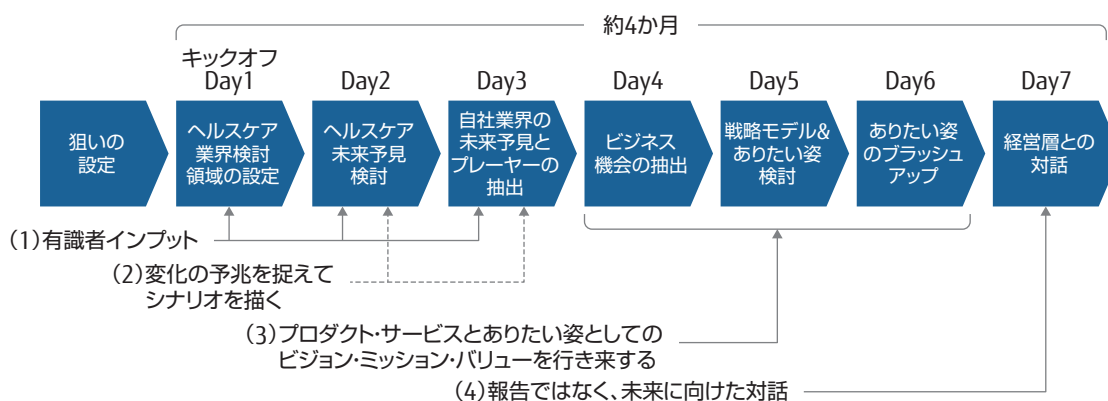 約4か月
キックオフ
Day1
Day2
Day3
Day4
Day5
Day6
Day7
狙いの
設定
ヘルスケア
業界検討
領域の設定
ヘルスケア
未来予見
検討
自社業界の
未来予見と
プレーヤーの
抽出
ビジネス
機会の抽出
戦略モデル&
ありたい姿
検討
ありたい姿
のブラッシュ
アップ
経営層との
対話
(1)有識者インプット
(2)変化の予兆を捉えて
シナリオを描く
(3)プロダクト・サービスとありたい姿としての
ビジョン・ミッション・バリューを行き来する
(4)報告ではなく、未来に向けた対話